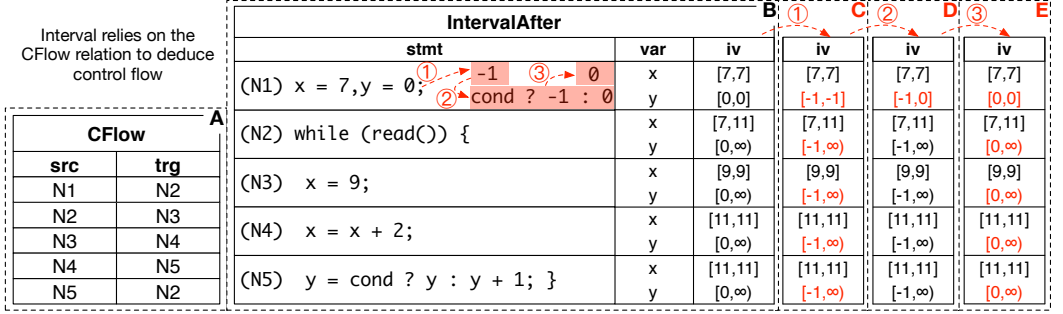 Interval relies on the
CFlow relation to deduce
control flow
A
CFlow
src trg
N1 N2
N2 N3
N3 N4
N4 N5
N5 N2
IntervalAfter B ① C ② D ③ E
stmt var iv iv iv iv
(N1) x = 7,y = 0; ① -1 ③ 0 x [7,7] [7,7] [7,7] [7,7]
② cond ? -1 : 0 y [0,0] [-1,-1] [-1,0] [0,0]
(N2) while (read()) { x [7,11] [7,11] [7,11] [7,11]
y [0,∞) [-1,∞) [-1,∞) [0,∞)
(N3) x = 9; x [9,9] [9,9] [9,9] [9,9]
y [0,∞) [-1,∞) [-1,∞) [0,∞)
(N4) x = x + 2; x [11,11] [11,11] [11,11] [11,11]
y [0,∞) [-1,∞) [-1,∞) [0,∞)
(N5) y = cond ? y : y + 1; } x [11,11] [11,11] [11,11] [11,11]
y [0,∞) [-1,∞) [-1,∞) [0,∞)